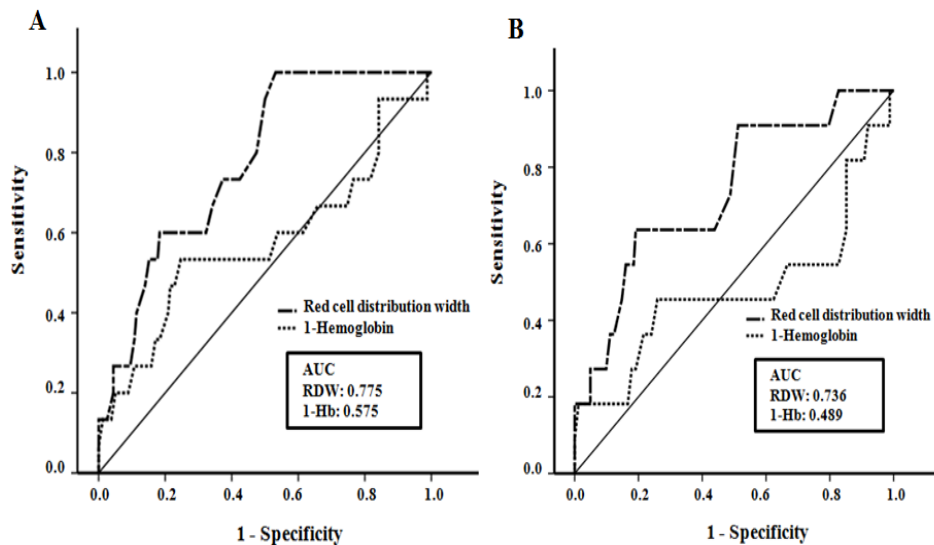 A
Sensitivity
1.0
0.8
0.6
0.4
0.2
0.0
Red cell distribution width
1-Hemoglobin
AUC
RDW: 0.775
1-Hb: 0.575
0.0 0.2 0.4 0.6 0.8 1.0
1 - Specificity
B
Sensitivity
1.0
0.8
0.6
0.4
0.2
0.0
Red cell distribution width
1-Hemoglobin
AUC
RDW: 0.736
1-Hb: 0.489
0.0 0.2 0.4 0.6 0.8 1.0
1 - Specificity